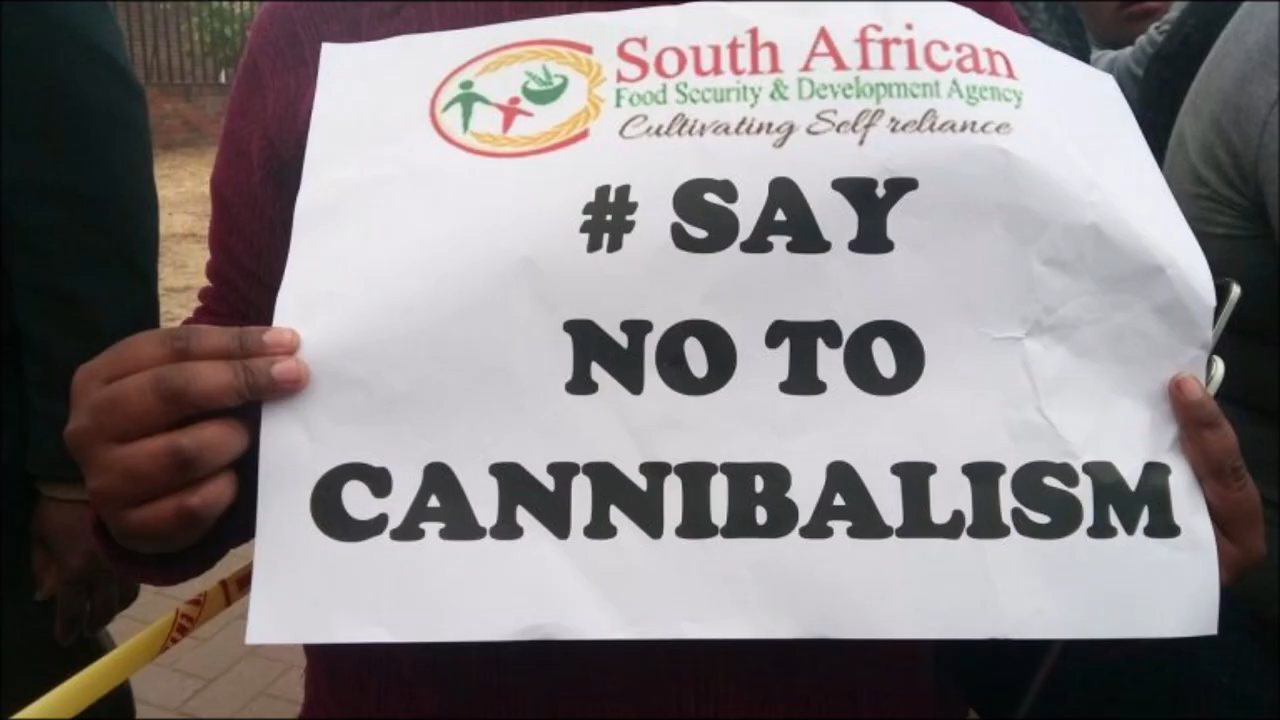 South African
Food Security & Development Agency
Cultivating Self reliance
# SAY
NO TO
CANNIBALISM